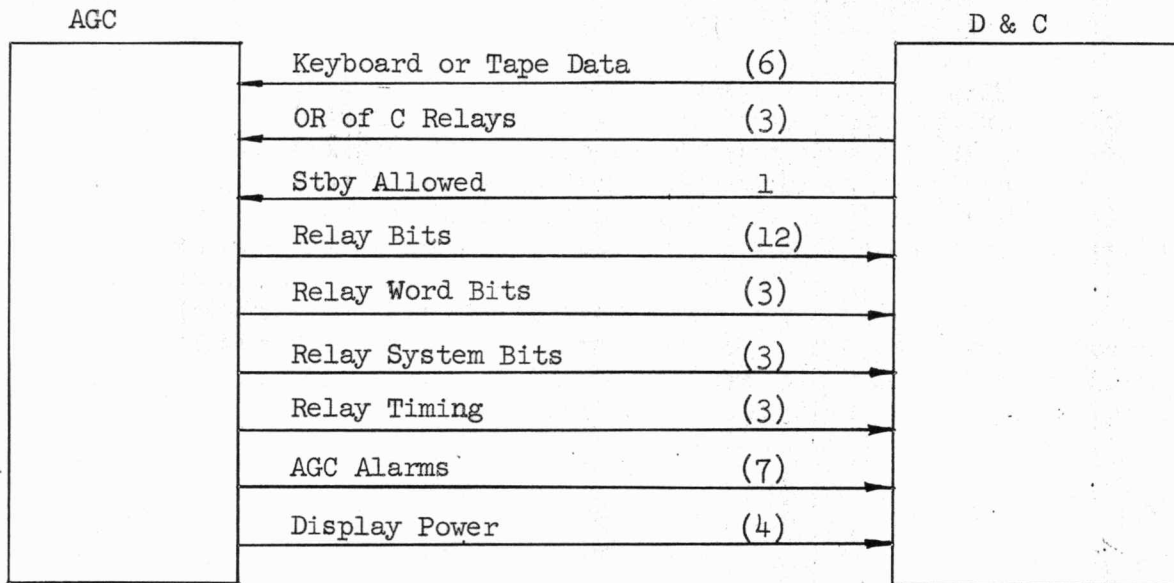 AGC D & C
Keyboard or Tape Data (6)
OR of C Relays (3)
Stby Allowed 1
Relay Bits (12)
Relay Word Bits (3)
Relay System Bits (3)
Relay Timing (3)
AGC Alarms (7)
Display Power (4)